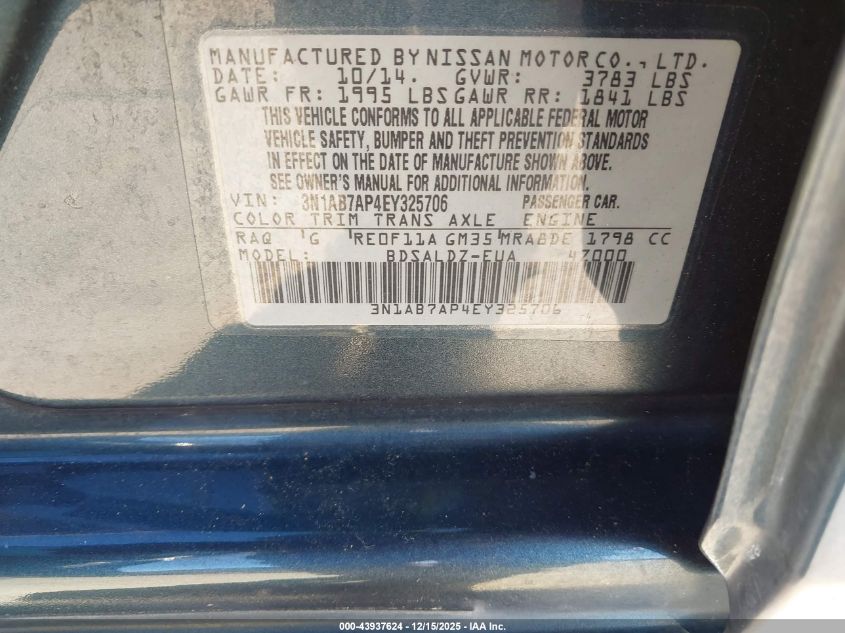 MANUFACTURED BY NISSAN MOTOR CO., LTD.
DATE: 10/14. GVWR: 3783 LBS
GAWR FR: 1995 LBS GAWR RR: 1841 LBS
THIS VEHICLE CONFORMS TO ALL APPLICABLE FEDERAL MOTOR
VEHICLE SAFETY, BUMPER AND THEFT PREVENTION STANDARDS
IN EFFECT ON THE DATE OF MANUFACTURE SHOWN ABOVE.
SEE OWNER'S MANUAL FOR ADDITIONAL INFORMATION.
VIN: 3N1AB7AP4EY325706 PASSENGER CAR.
COLOR TRIM TRANS AXLE ENGINE
RAQ G RE0F11A GM35 MRA8DE 1798 CC
MODEL: BDSALDZ-EUA 47000
3N1AB7AP4EY325706
000-43937624 - 12/15/2025 - IAA Inc.